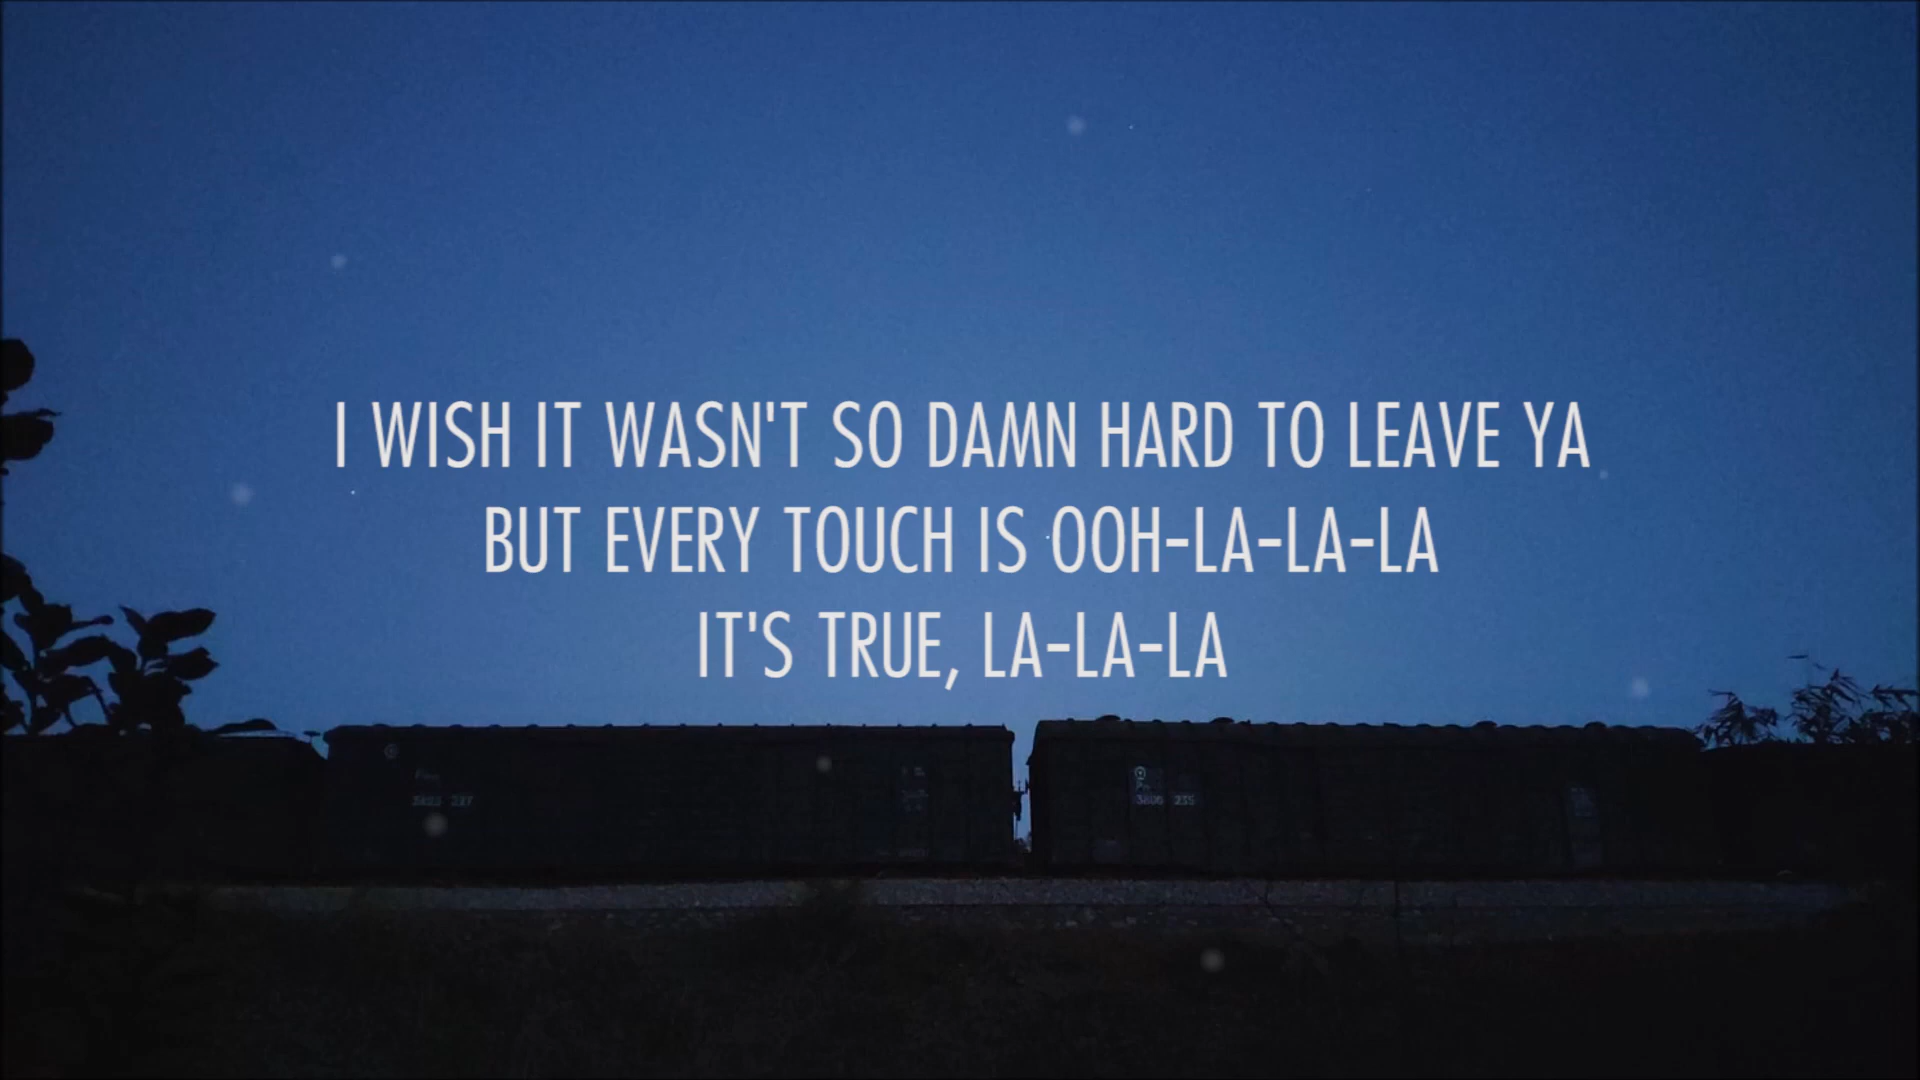 I WISH IT WASN'T SO DAMN HARD TO LEAVE YA
BUT EVERY TOUCH IS OOH-LA-LA-LA
IT'S TRUE, LA-LA-LA